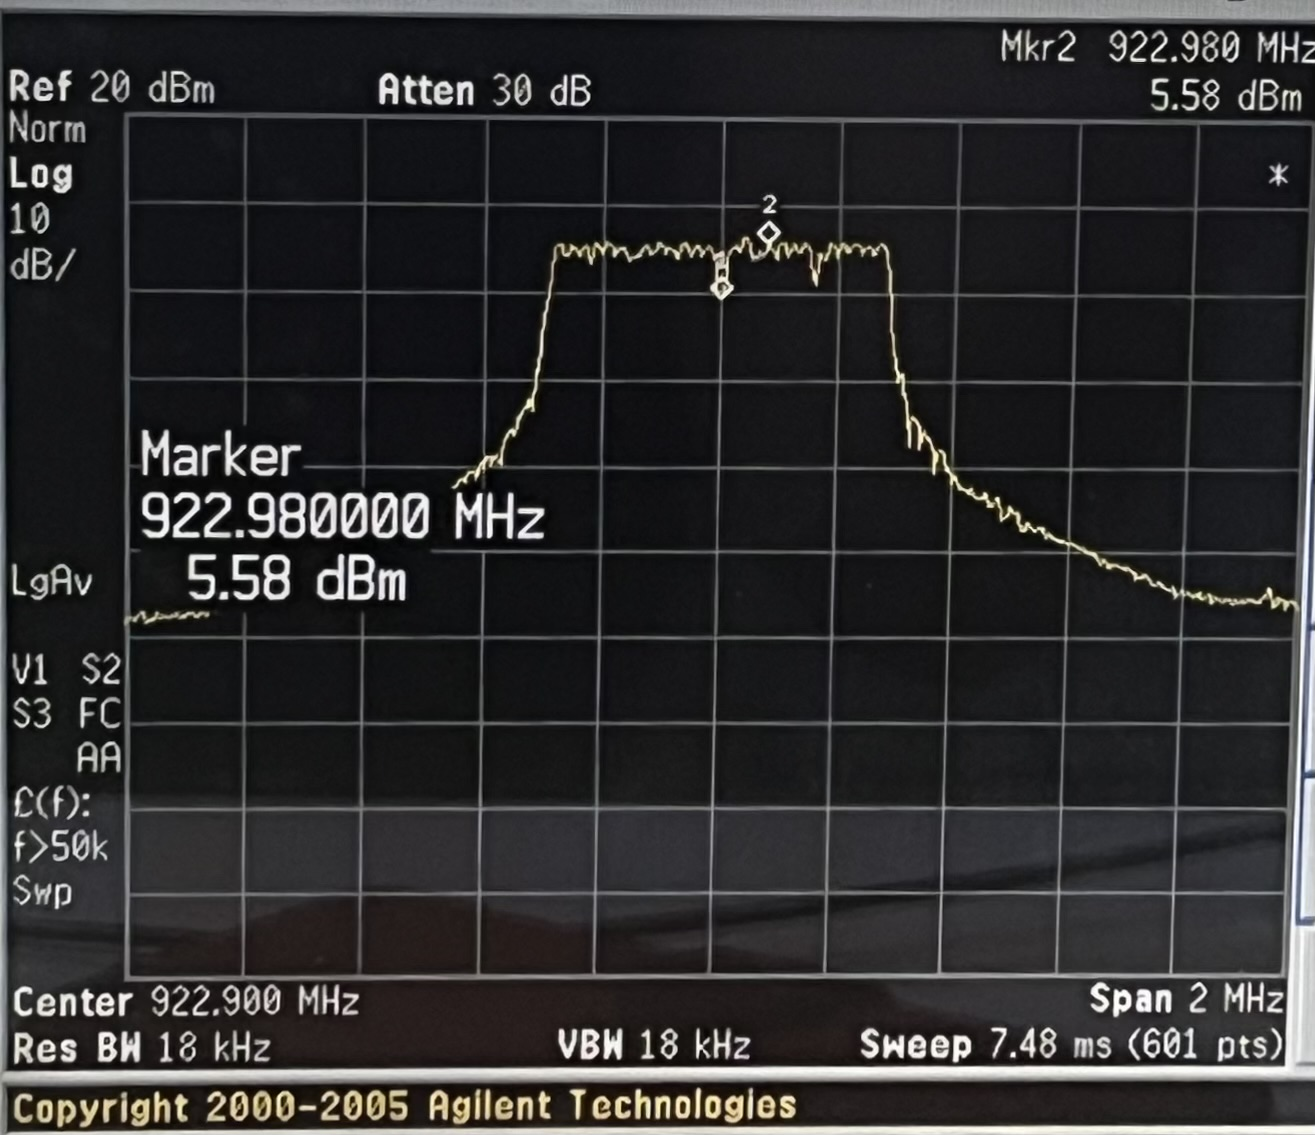 Mkr2 922.980 MHz
Ref 20 dBm Atten 30 dB 5.58 dBm
Norm
Log
10
dB/
2
Marker
922.980000 MHz
5.58 dBm
LgAv
V1 S2
S3 FC
AA
£(f):
f>50k
Swp
Center 922.900 MHz Span 2 MHz
Res BW 18 kHz VBW 18 kHz Sweep 7.48 ms (601 pts)
Copyright 2000-2005 Agilent Technologies